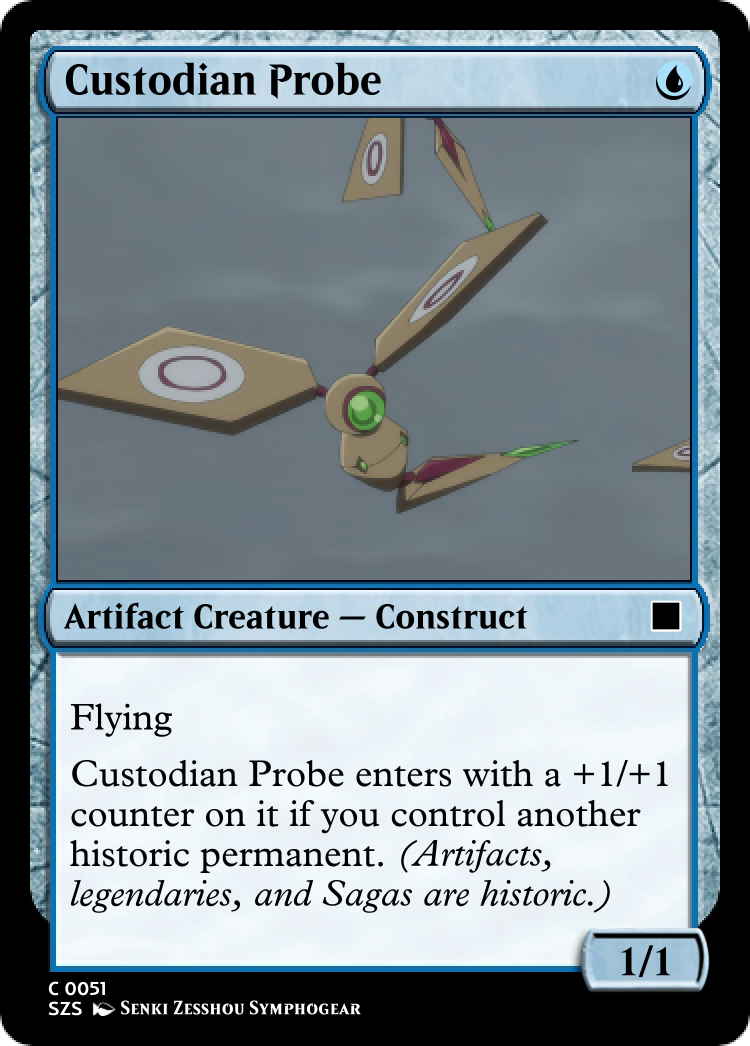 Custodian Probe
Artifact Creature — Construct
Flying
Custodian Probe enters with a +1/+1
counter on it if you control another
historic permanent. (Artifacts,
legendaries, and Sagas are historic.)
1/1
C 0051
SZS Senki Zesshou Symphogear